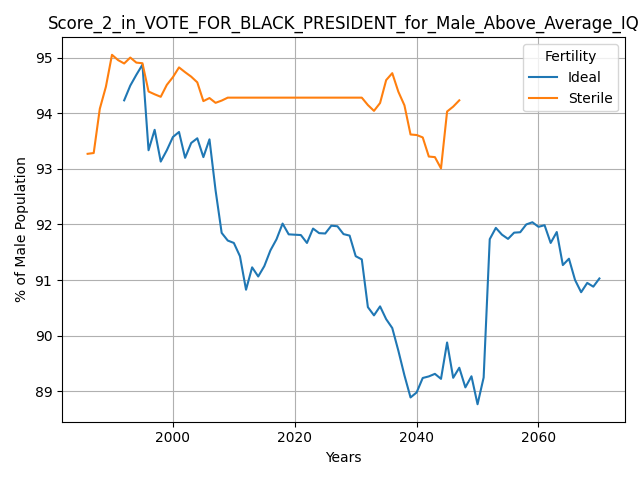 Score_2_in_VOTE_FOR_BLACK_PRESIDENT_for_Male_Above_Average_IQ
Fertility
Ideal
Sterile
% of Male Population
95
94
93
92
91
90
89
2000 2020 2040 2060
Years